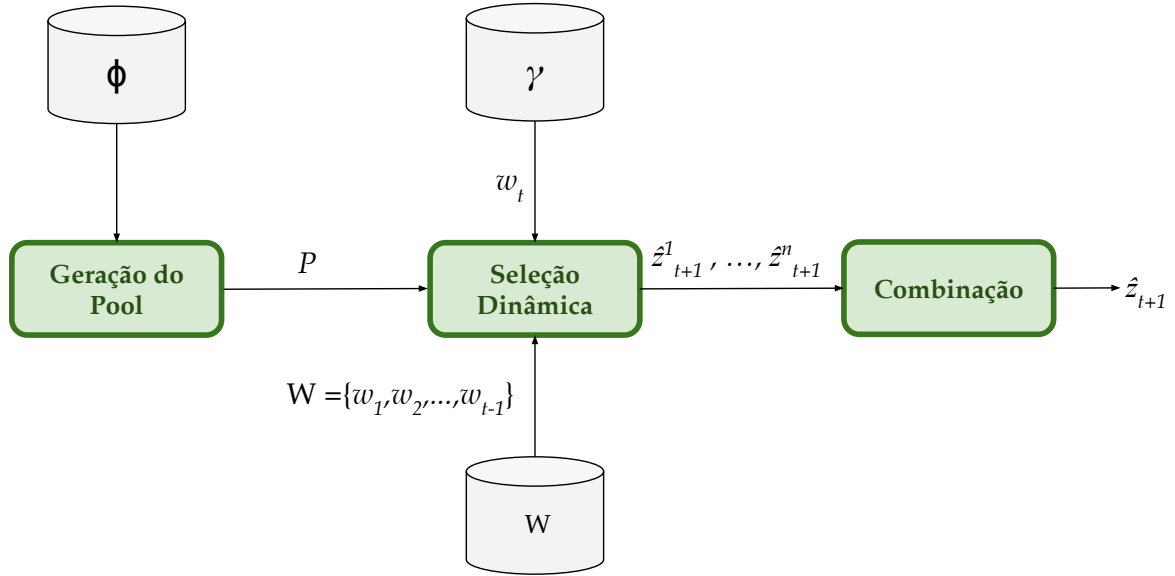 ϕ
γ
w_t
Geração do
Pool
P
Seleção
Dinâmica
ẑ^1_{t+1} , ..., ẑ^n_{t+1}
Combinação
ẑ_{t+1}
W ={w_1,w_2,...,w_{t-1}}
W